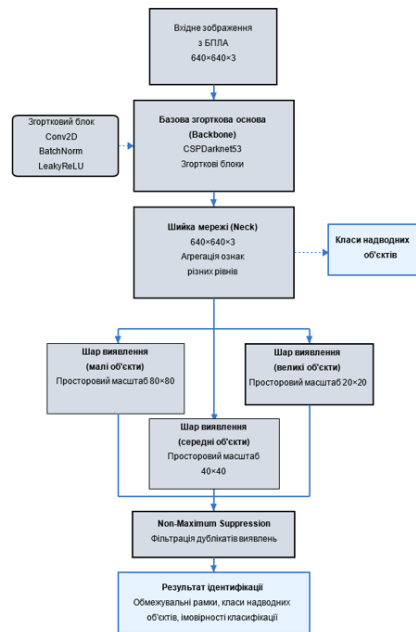 Вхідне зображення
з БПЛА
640×640×3
Згортковий блок
Conv2D
BatchNorm
LeakyReLU
Базова згорткова основа
(Backbone)
CSPDarknet53
Згорткові блоки
Шийка мережі (Neck)
640×640×3
Агрегація ознак
різних рівнів
Класи надводних
об'єктів
Шар виявлення
(малі об'єкти)
Просторовий масштаб 80×80
Шар виявлення
(великі об'єкти)
Просторовий масштаб 20×20
Шар виявлення
(середні об'єкти)
Просторовий масштаб
40×40
Non-Maximum Suppression
Фільтрація дублікатів виявлень
Результат ідентифікації
Обмежувальні рамки, класи надводних
об'єктів, імовірності класифікації